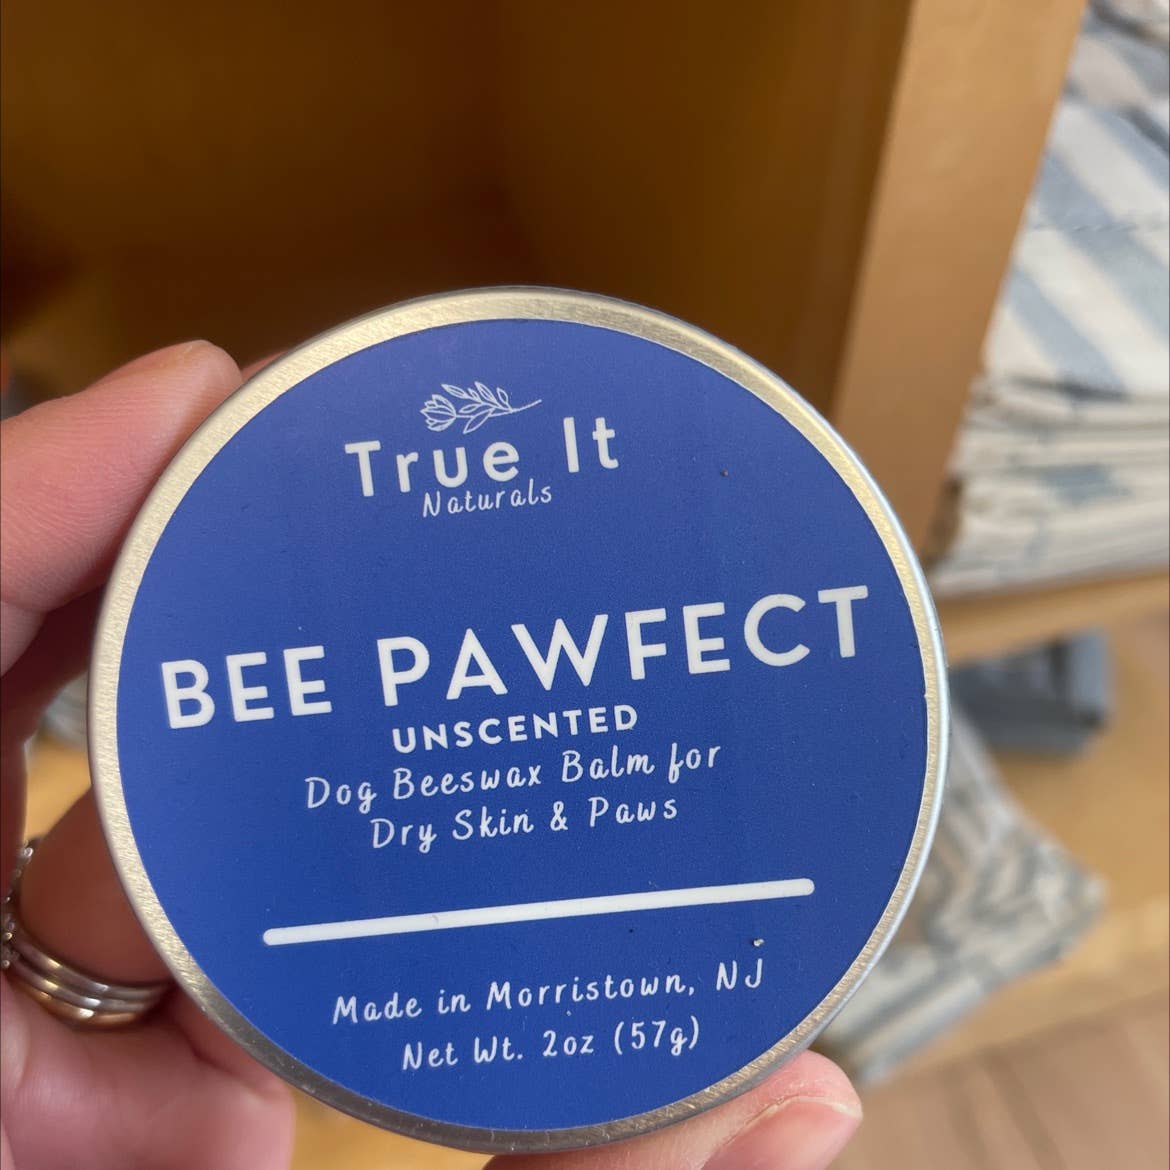 True It
Naturals
BEE PAWFECT
UNSCENTED
Dog Beeswax Balm for
Dry Skin & Paws
Made in Morristown, NJ
Net Wt. 2oz (57g)